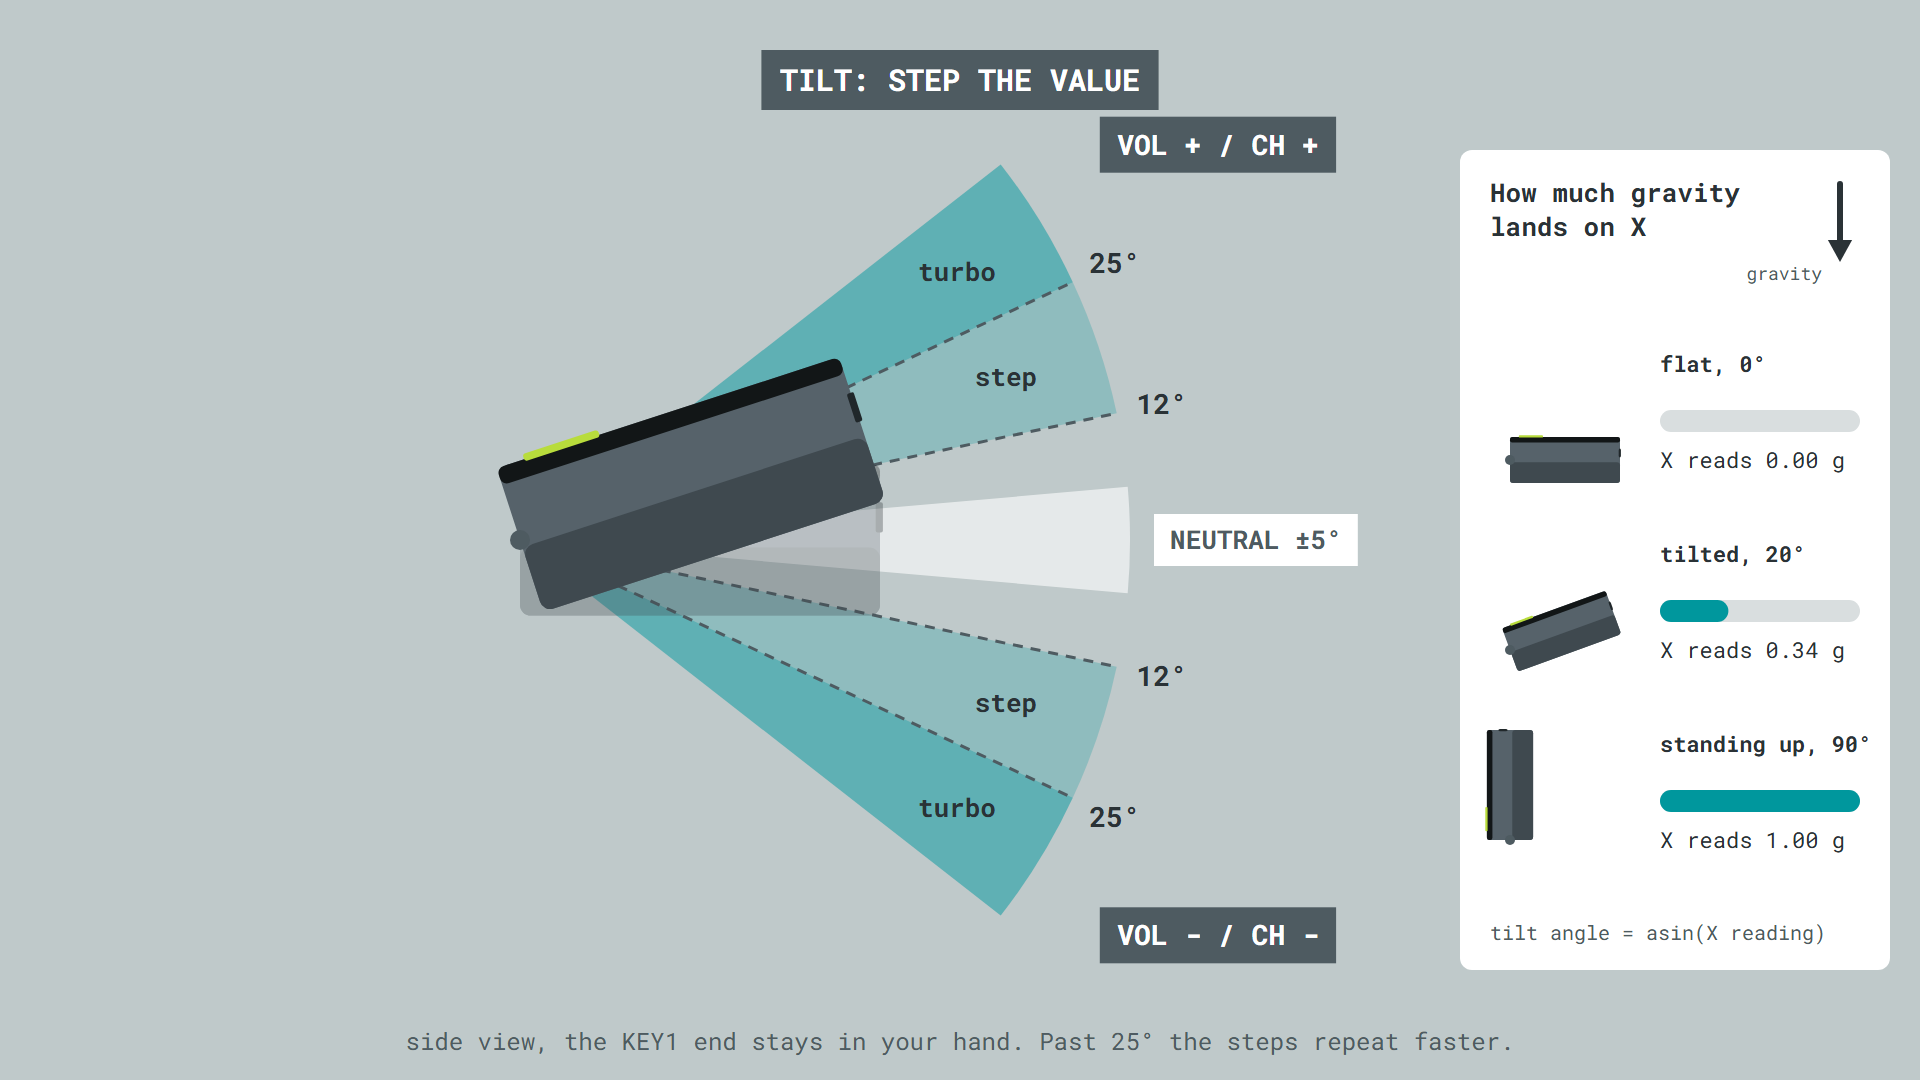 TILT: STEP THE VALUE
VOL + / CH +
turbo
25°
step
12°
NEUTRAL ±5°
12°
step
turbo
25°
VOL - / CH -
How much gravity
lands on X
gravity
flat, 0°
X reads 0.00 g
tilted, 20°
X reads 0.34 g
standing up, 90°
X reads 1.00 g
tilt angle = asin(X reading)
side view, the KEY1 end stays in your hand. Past 25° the steps repeat faster.